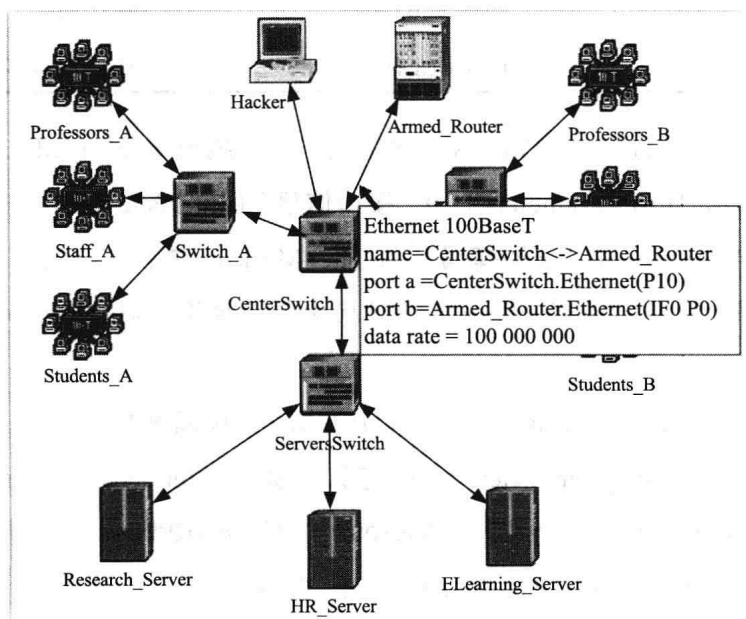 Hacker
Armed_Router
Professors_A
Professors_B
Staff_A
Switch_A
Ethernet 100BaseT
name=CenterSwitch<->Armed_Router
port a =CenterSwitch.Ethernet(P10)
port b=Armed_Router.Ethernet(IF0 P0)
data rate = 100 000 000
CenterSwitch
Students_A
Students_B
ServersSwitch
Research_Server
HR_Server
ELearning_Server